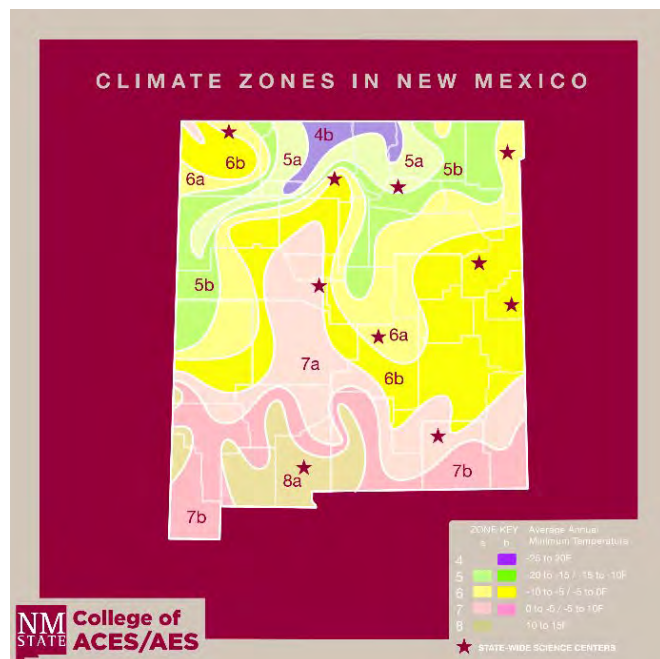 CLIMATE ZONES IN NEW MEXICO
4b
5a
5a
5b
6b
6a
5b
6a
7a
6b
8a
7b
7b
ZONE KEY Average Annual
a b Minimum Temperature
4 -25 to 20F
5 -20 to -15 / -15 to -10F
6 -10 to -5 / -5 to 0F
7 0 to -5 / -5 to 10F
8 10 to 15F
STATE-WIDE SCIENCE CENTERS
NM
STATE
College of
ACES/AES